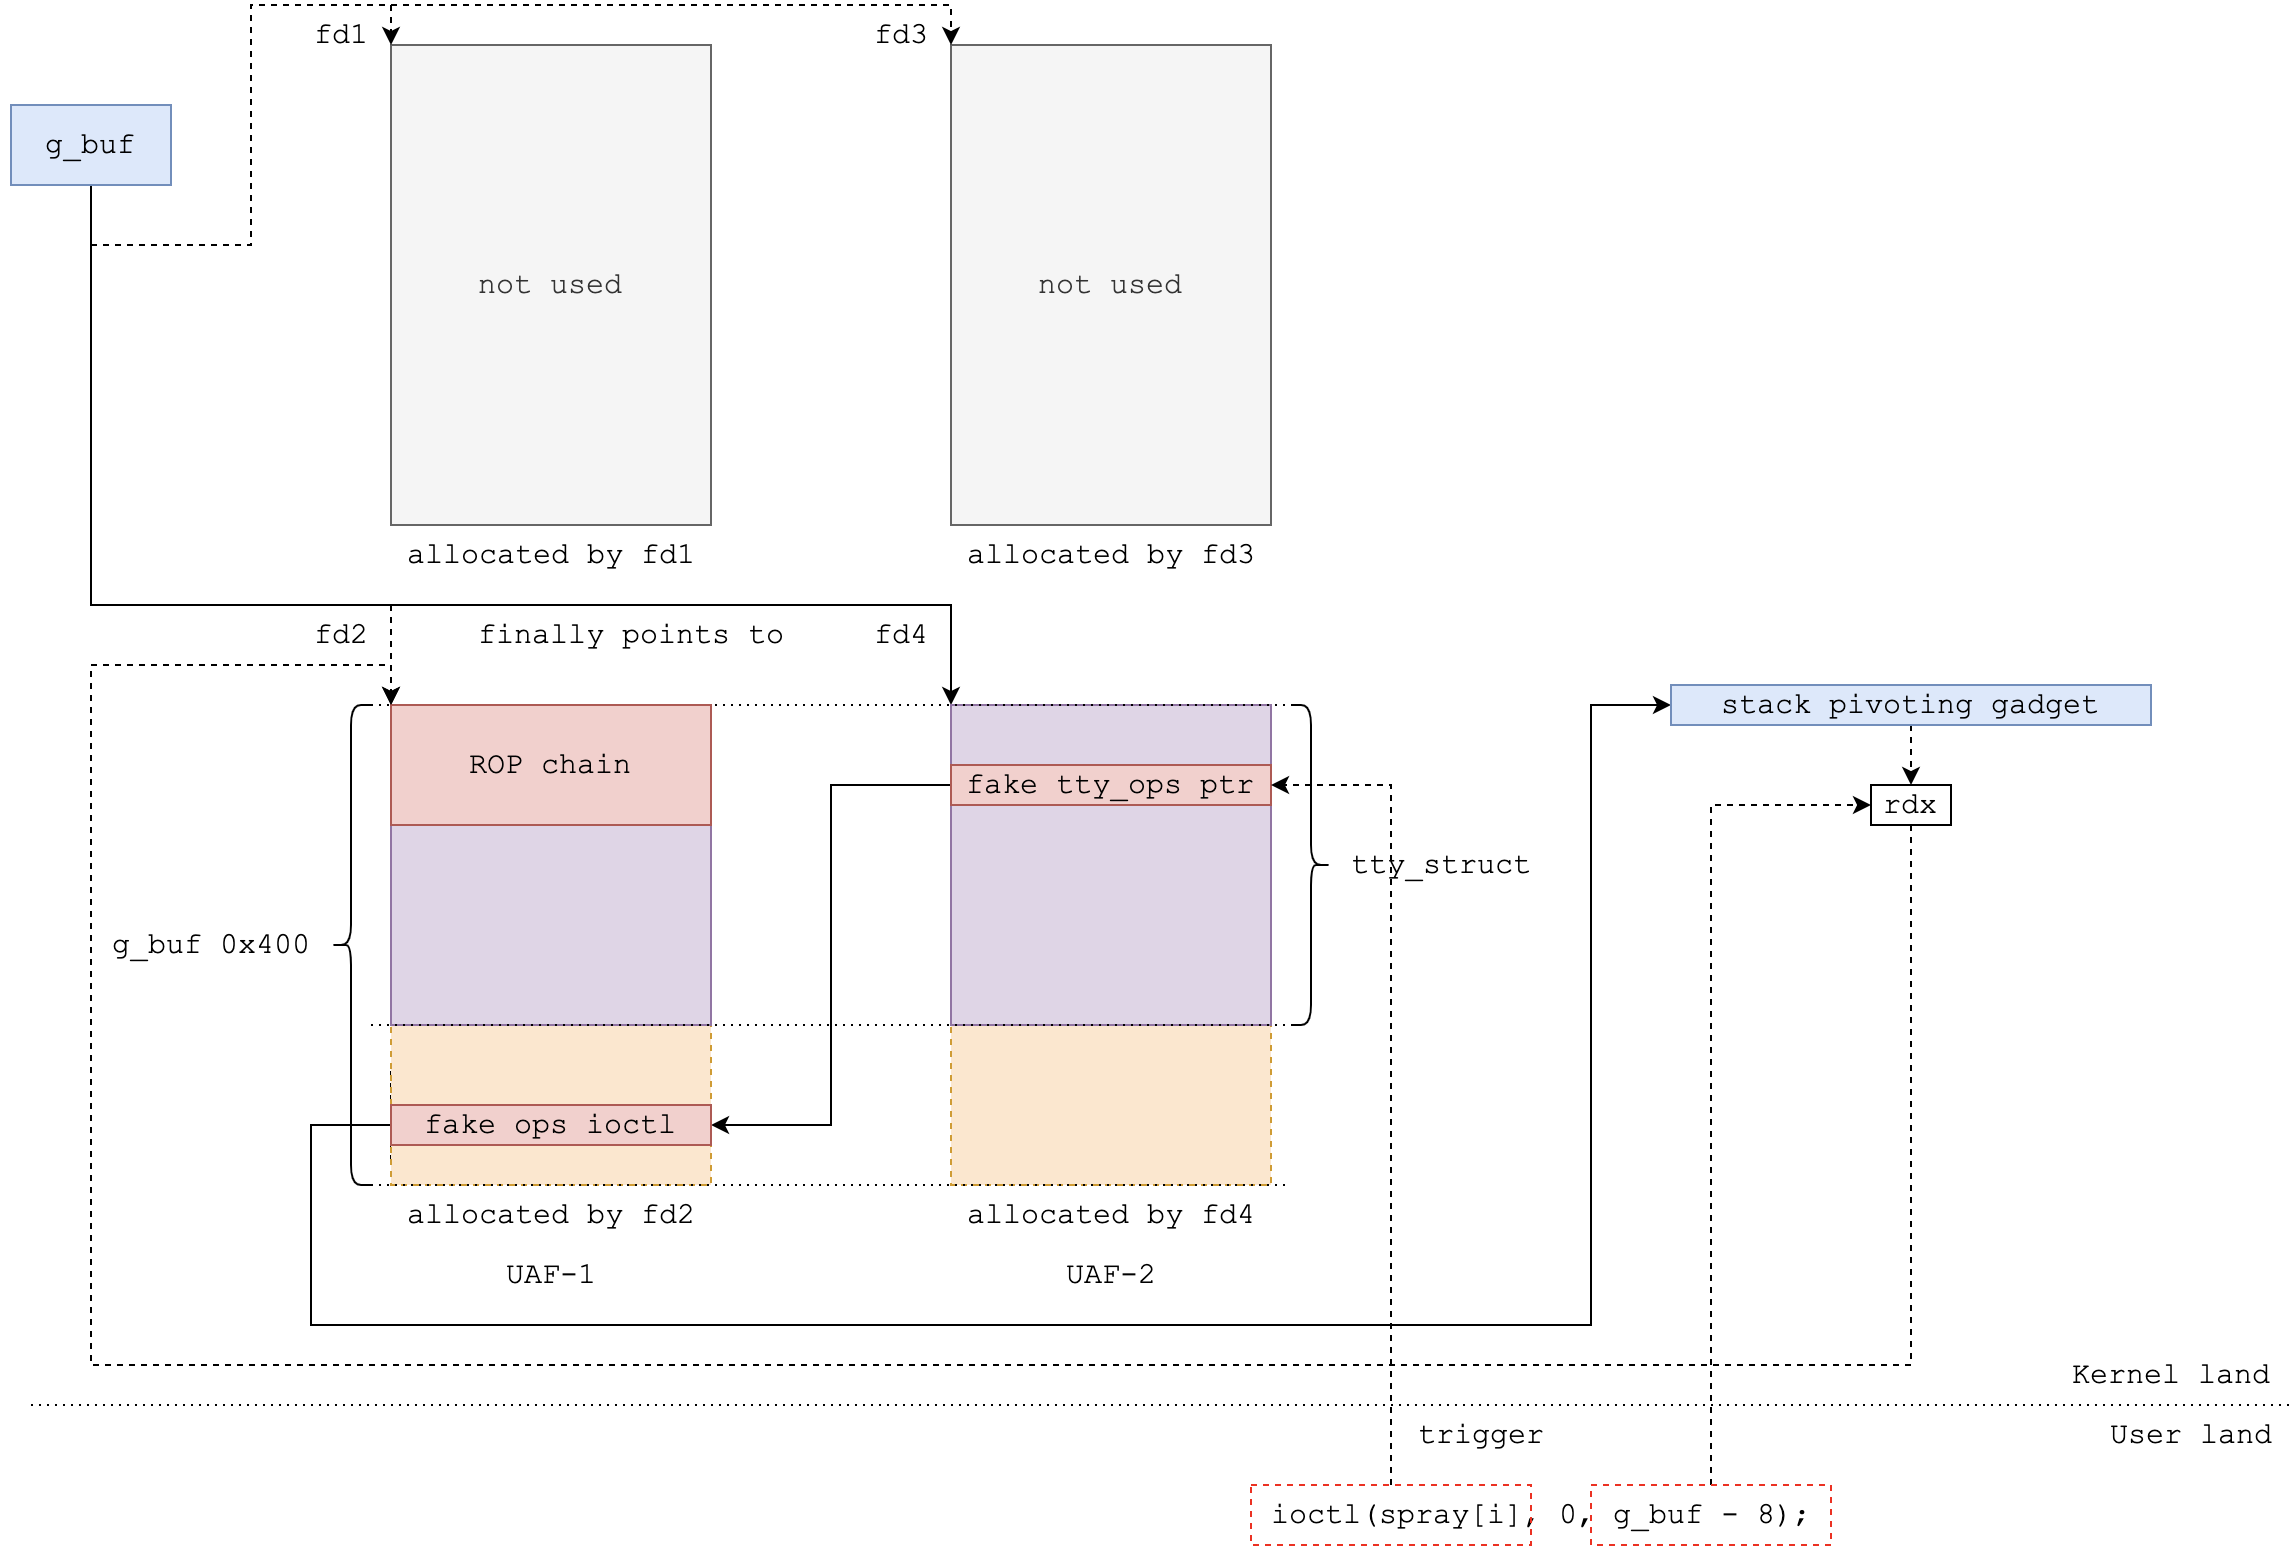 fd1
fd3
g_buf
not used
not used
allocated by fd1
allocated by fd3
fd2
finally points to
fd4
stack pivoting gadget
ROP chain
fake tty_ops ptr
rdx
tty_struct
g_buf 0x400
fake ops ioctl
allocated by fd2
allocated by fd4
UAF-1
UAF-2
Kernel land
trigger
User land
ioctl(spray[i], 0, g_buf - 8);